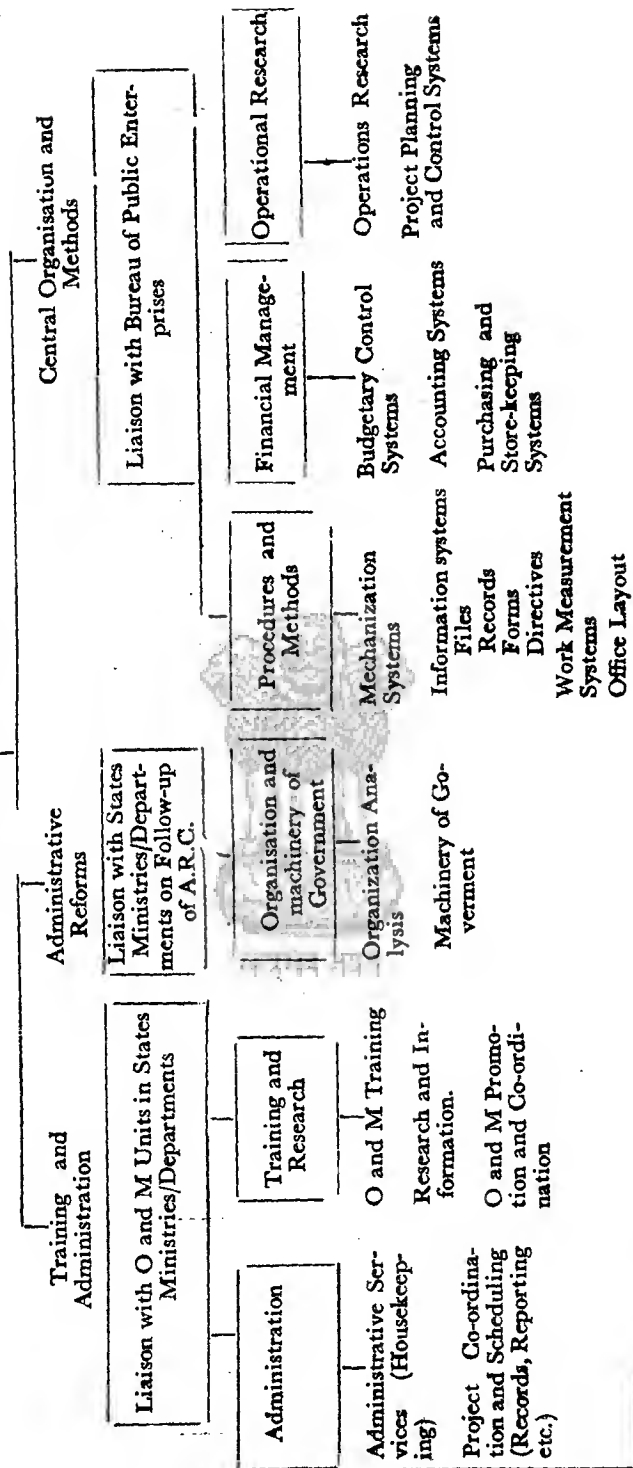 Training and
Administration
Administrative
Reforms
Central Organisation and
Methods
Liaison with O and M Units in States
Ministries/Departments
Liaison with States
Ministries/Depart-
ments on Follow-up
of A.R.C.
Liaison with Bureau of Public Enter-
prises
Administration
Training and
Research
Organisation and
machinery of
Government
Procedures and
Methods
Financial Manage-
ment
Operational Research
Administrative Ser-
vices (Housekeep-
ing)
Project Co-ordina-
tion and Scheduling
(Records, Reporting
etc.)
O and M Training
Research and In-
formation.
O and M Promo-
tion and Co-ordi-
nation
Organization Ana-
lysis
Machinery of Go-
verment
Mechanization
Systems
Information systems
Files
Records
Forms
Directives
Work Measurement
Systems
Office Layout
Budgetary Control
Systems
Accounting Systems
Purchasing and
Store-keeping
Systems
Operations Research
Project Planning
and Control Systems